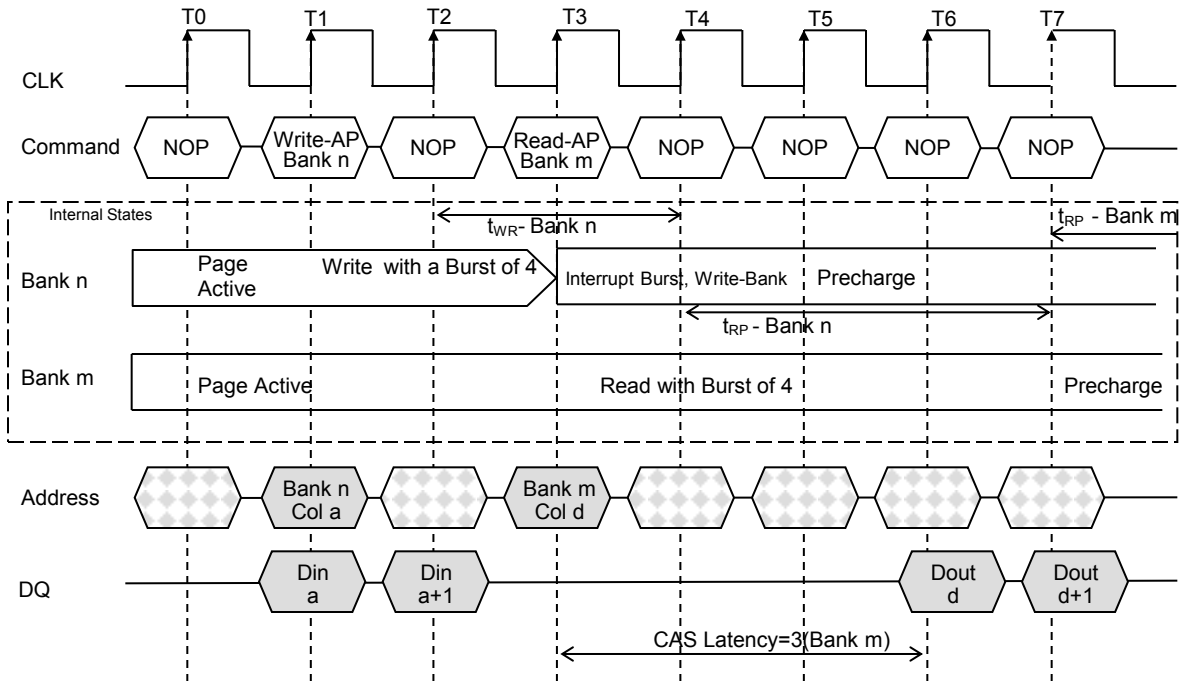 T0 T1 T2 T3 T4 T5 T6 T7
CLK
Command NOP Write-AP Bank n NOP Read-AP Bank m NOP NOP NOP NOP
Internal States
tWR- Bank n
tRP - Bank m
Bank n
Page Active
Write with a Burst of 4
Interrupt Burst, Write-Bank
Precharge
tRP - Bank n
Bank m
Page Active
Read with Burst of 4
Precharge
Address
Bank n
Col a
Bank m
Col d
DQ
Din
a
Din
a+1
Dout
d
Dout
d+1
CAS Latency=3(Bank m)